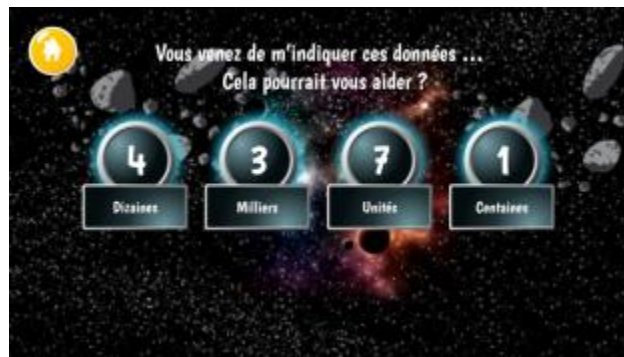 Vous venez de m'indiquer ces données ...
Cela pourrait vous aider ?
4 3 7 1
Dizaines Milliers Unités Centaines